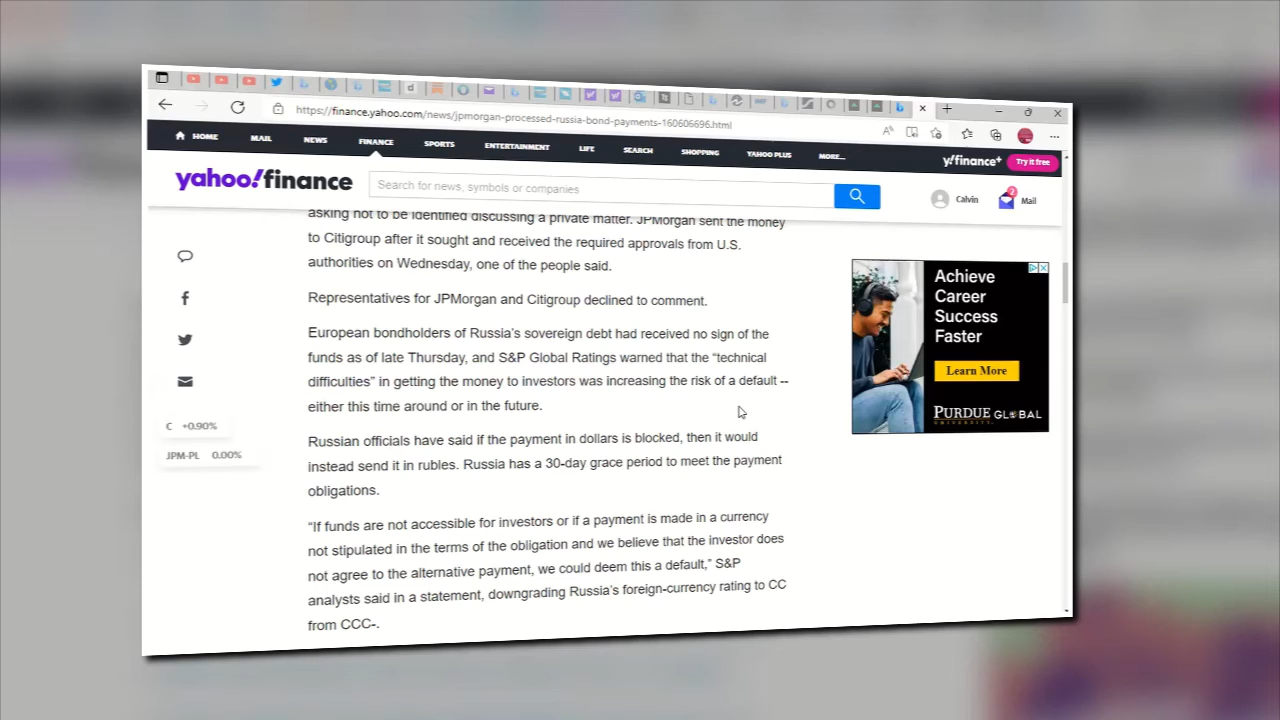 https://finance.yahoo.com/news/jpmorgan-processed-russia-bond-payments-160606696.html
HOME MAIL NEWS FINANCE SPORTS ENTERTAINMENT LIFE SEARCH SHOPPING YAHOO PLUS MORE...
y!finance+ Try it free
yahoo!finance
Search for news, symbols or companies
Calvin
2
Mail
asking not to be identified discussing a private matter. JPMorgan sent the money
to Citigroup after it sought and received the required approvals from U.S.
authorities on Wednesday, one of the people said.
Representatives for JPMorgan and Citigroup declined to comment.
European bondholders of Russia's sovereign debt had received no sign of the
funds as of late Thursday, and S&P Global Ratings warned that the “technical
difficulties” in getting the money to investors was increasing the risk of a default --
either this time around or in the future.
Russian officials have said if the payment in dollars is blocked, then it would
instead send it in rubles. Russia has a 30-day grace period to meet the payment
obligations.
“If funds are not accessible for investors or if a payment is made in a currency
not stipulated in the terms of the obligation and we believe that the investor does
not agree to the alternative payment, we could deem this a default,” S&P
analysts said in a statement, downgrading Russia's foreign-currency rating to CC
from CCC-.
C +0.90%
JPM-PL 0.00%
Achieve
Career
Success
Faster
Learn More
PURDUE GLOBAL
UNIVERSITY